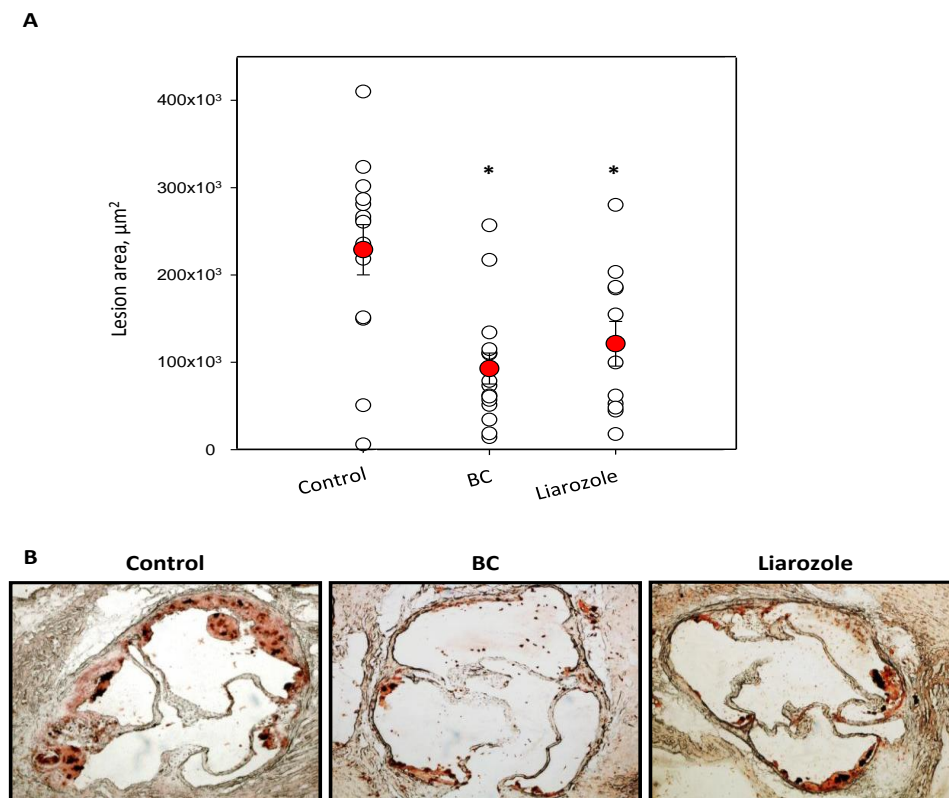 A
400x10³
300x10³
200x10³
100x10³
0
Lesion area, µm²
*
*
Control
BC
Liarozole
B
Control
BC
Liarozole